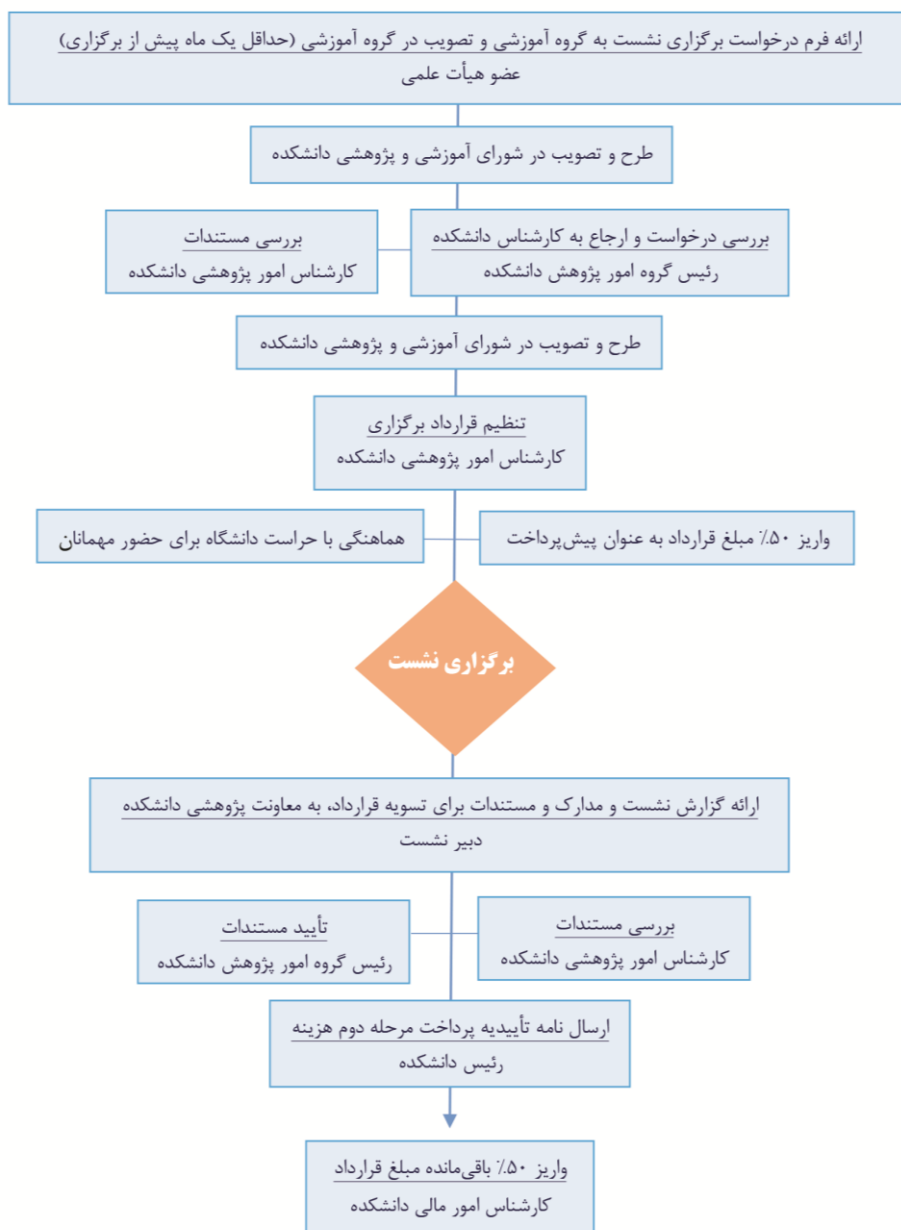 ارائه فرم درخواست برگزاری نشست به گروه آموزشی و تصویب در گروه آموزشی (حداقل یک ماه پیش از برگزاری)
عضو هیأت علمی
طرح و تصویب در شورای آموزشی و پژوهشی دانشکده
بررسی درخواست و ارجاع به کارشناس دانشکده
رئیس گروه امور پژوهش دانشکده
بررسی مستندات
کارشناس امور پژوهشی دانشکده
طرح و تصویب در شورای آموزشی و پژوهشی دانشکده
تنظیم قرارداد برگزاری
کارشناس امور پژوهشی دانشکده
واریز ۵۰٪ مبلغ قرارداد به عنوان پیش‌پرداخت
هماهنگی با حراست دانشگاه برای حضور مهمانان
برگزاری نشست
ارائه گزارش نشست و مدارک و مستندات برای تسویه قرارداد، به معاونت پژوهشی دانشکده
دبیر نشست
بررسی مستندات
کارشناس امور پژوهشی دانشکده
تأیید مستندات
رئیس گروه امور پژوهش دانشکده
ارسال نامه تأییدیه پرداخت مرحله دوم هزینه
رئیس دانشکده
واریز ۵۰٪ باقی‌مانده مبلغ قرارداد
کارشناس امور مالی دانشکده